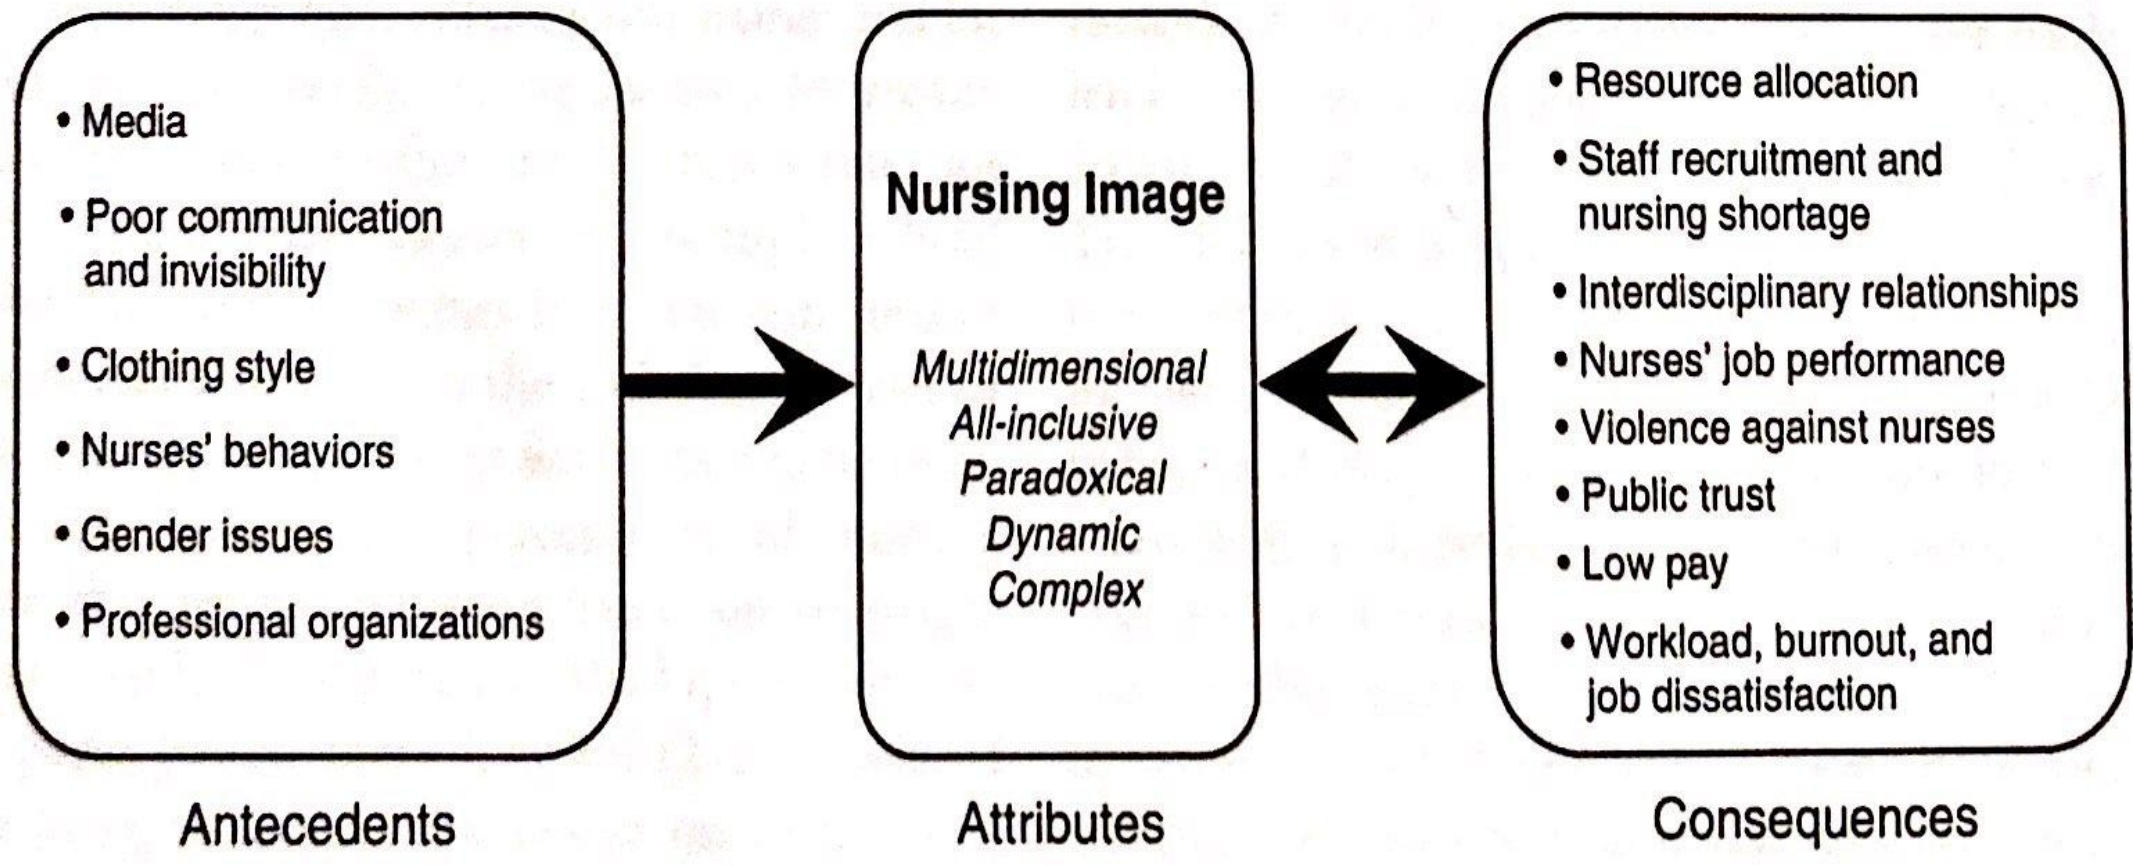 • Media
• Poor communication
and invisibility
• Clothing style
• Nurses' behaviors
• Gender issues
• Professional organizations
Antecedents
Nursing Image
Multidimensional
All-inclusive
Paradoxical
Dynamic
Complex
Attributes
• Resource allocation
• Staff recruitment and
nursing shortage
• Interdisciplinary relationships
• Nurses' job performance
• Violence against nurses
• Public trust
• Low pay
• Workload, burnout, and
job dissatisfaction
Consequences